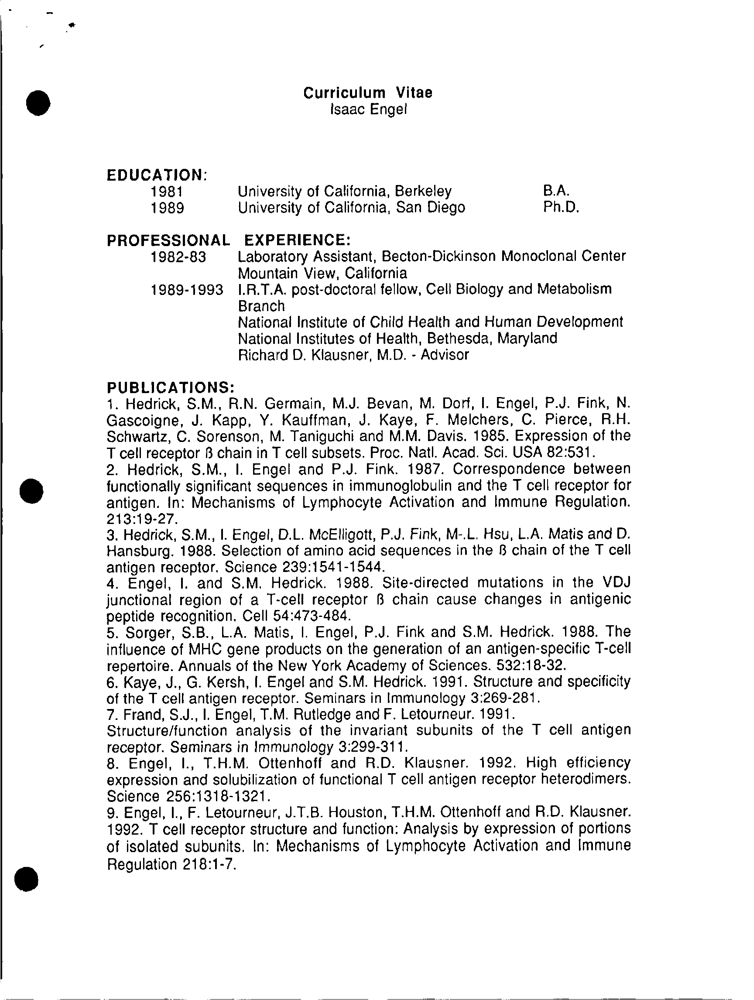 Curriculum Vitae
Isaac Engel
EDUCATION:
1981 University of California, Berkeley B.A.
1989 University of California, San Diego Ph.D.
PROFESSIONAL EXPERIENCE:
1982-83 Laboratory Assistant, Becton-Dickinson Monoclonal Center
Mountain View, California
1989-1993 I.R.T.A. post-doctoral fellow, Cell Biology and Metabolism
Branch
National Institute of Child Health and Human Development
National Institutes of Health, Bethesda, Maryland
Richard D. Klausner, M.D. - Advisor
PUBLICATIONS:
1. Hedrick, S.M., R.N. Germain, M.J. Bevan, M. Dorf, I. Engel, P.J. Fink, N.
Gascoigne, J. Kapp, Y. Kauffman, J. Kaye, F. Melchers, C. Pierce, R.H.
Schwartz, C. Sorenson, M. Taniguchi and M.M. Davis. 1985. Expression of the
T cell receptor ß chain in T cell subsets. Proc. Natl. Acad. Sci. USA 82:531.
2. Hedrick, S.M., I. Engel and P.J. Fink. 1987. Correspondence between
functionally significant sequences in immunoglobulin and the T cell receptor for
antigen. In: Mechanisms of Lymphocyte Activation and Immune Regulation.
213:19-27.
3. Hedrick, S.M., I. Engel, D.L. McElligott, P.J. Fink, M-.L. Hsu, L.A. Matis and D.
Hansburg. 1988. Selection of amino acid sequences in the ß chain of the T cell
antigen receptor. Science 239:1541-1544.
4. Engel, I. and S.M. Hedrick. 1988. Site-directed mutations in the VDJ
junctional region of a T-cell receptor ß chain cause changes in antigenic
peptide recognition. Cell 54:473-484.
5. Sorger, S.B., L.A. Matis, I. Engel, P.J. Fink and S.M. Hedrick. 1988. The
influence of MHC gene products on the generation of an antigen-specific T-cell
repertoire. Annuals of the New York Academy of Sciences. 532:18-32.
6. Kaye, J., G. Kersh, I. Engel and S.M. Hedrick. 1991. Structure and specificity
of the T cell antigen receptor. Seminars in Immunology 3:269-281.
7. Frand, S.J., I. Engel, T.M. Rutledge and F. Letourneur. 1991.
Structure/function analysis of the invariant subunits of the T cell antigen
receptor. Seminars in Immunology 3:299-311.
8. Engel, I., T.H.M. Ottenhoff and R.D. Klausner. 1992. High efficiency
expression and solubilization of functional T cell antigen receptor heterodimers.
Science 256:1318-1321.
9. Engel, I., F. Letourneur, J.T.B. Houston, T.H.M. Ottenhoff and R.D. Klausner.
1992. T cell receptor structure and function: Analysis by expression of portions
of isolated subunits. In: Mechanisms of Lymphocyte Activation and Immune
Regulation 218:1-7.